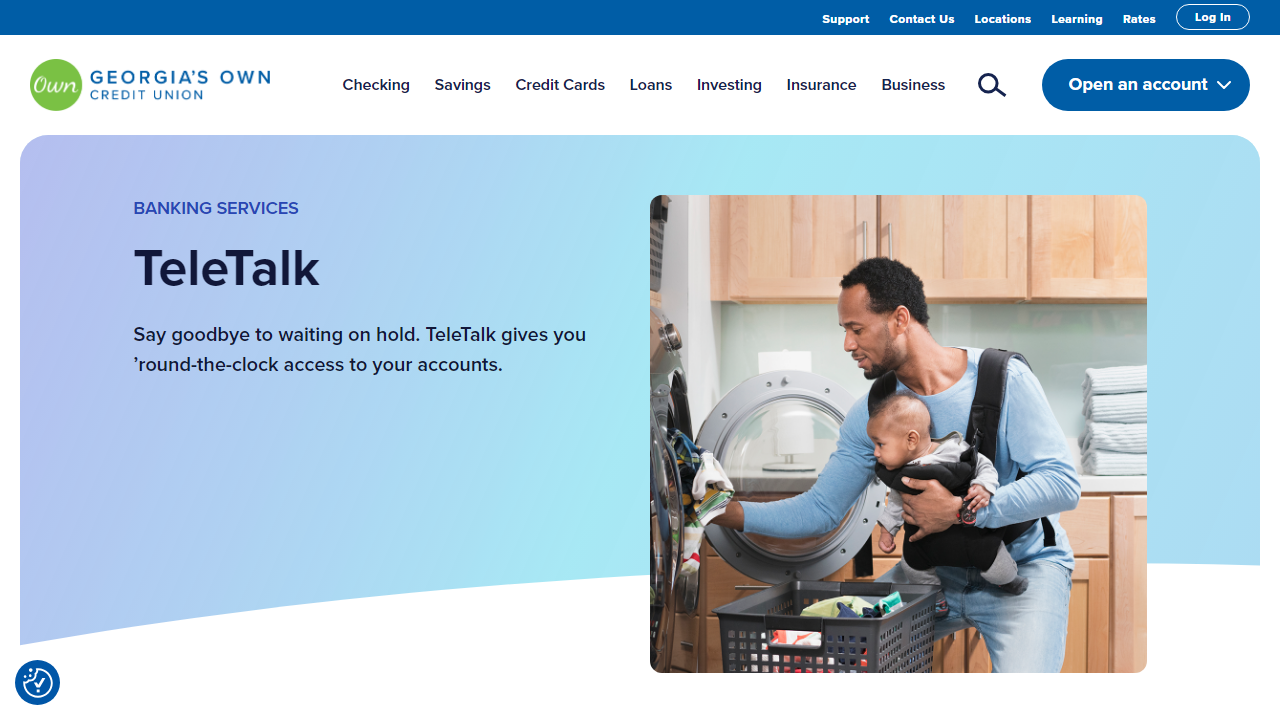 Support Contact Us Locations Learning Rates Log In
Own GEORGIA'S OWN
CREDIT UNION
Checking Savings Credit Cards Loans Investing Insurance Business Open an account
BANKING SERVICES
TeleTalk
Say goodbye to waiting on hold. TeleTalk gives you
’round-the-clock access to your accounts.